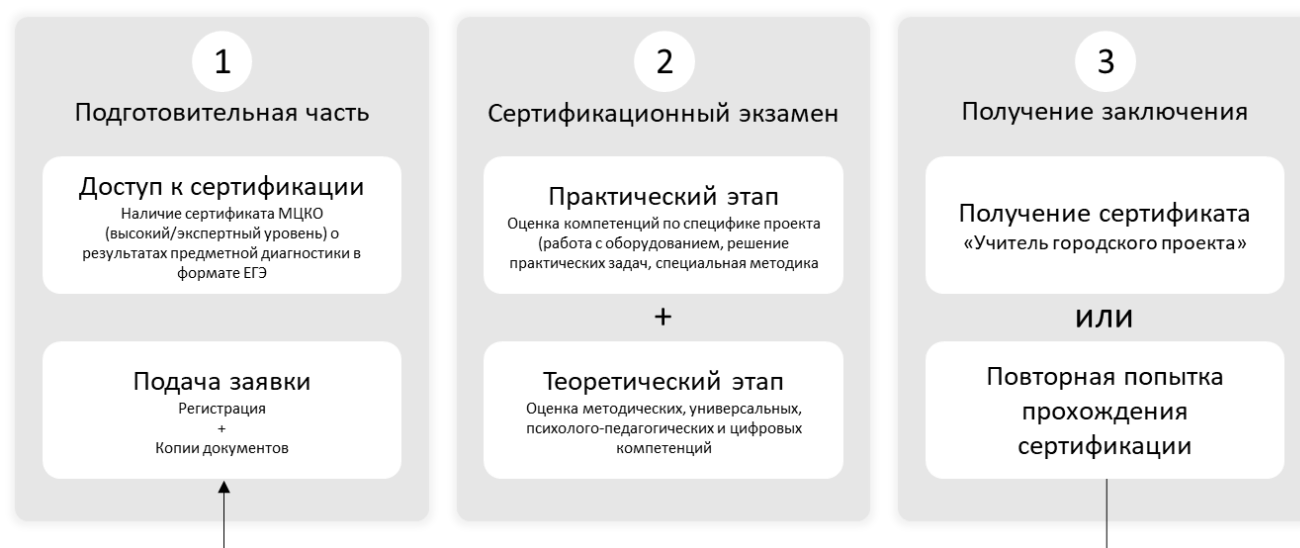 1
Подготовительная часть
Доступ к сертификации
Наличие сертификата МЦКО
(высокий/экспертный уровень) о
результатах предметной диагностики в
формате ЕГЭ
Подача заявки
Регистрация
+
Копии документов
2
Сертификационный экзамен
Практический этап
Оценка компетенций по специфике проекта
(работа с оборудованием, решение
практических задач, специальная методика
+
Теоретический этап
Оценка методических, универсальных,
психолого-педагогических и цифровых
компетенций
3
Получение заключения
Получение сертификата
«Учитель городского проекта»
или
Повторная попытка
прохождения
сертификации